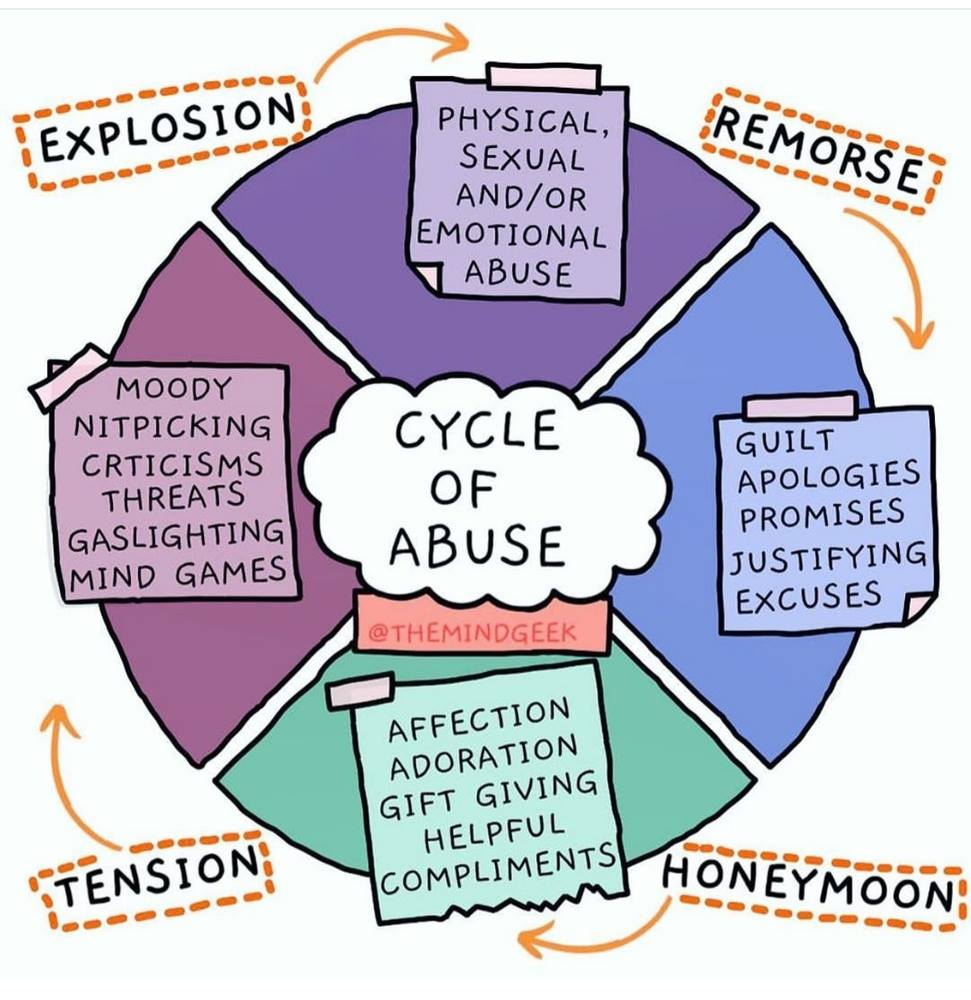 EXPLOSION
PHYSICAL,
SEXUAL
AND/OR
EMOTIONAL
ABUSE
REMORSE
GUILT
APOLOGIES
PROMISES
JUSTIFYING
EXCUSES
HONEYMOON
AFFECTION
ADORATION
GIFT GIVING
HELPFUL
COMPLIMENTS
TENSION
MOODY
NITPICKING
CRTICISMS
THREATS
GASLIGHTING
MIND GAMES
CYCLE
OF
ABUSE
@THEMINDGEEK